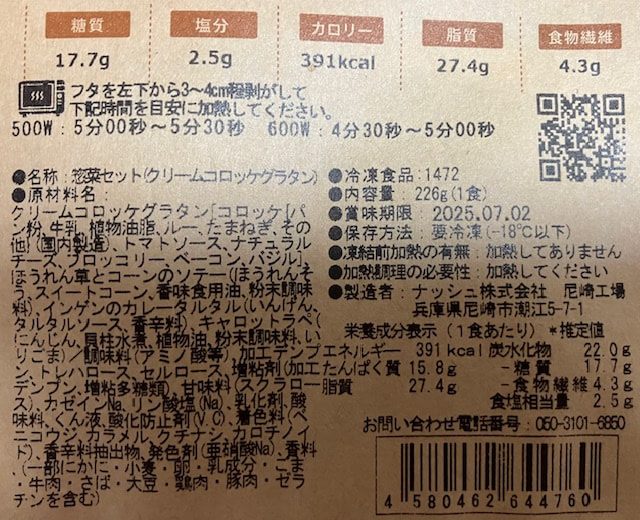 糖質 塩分 カロリー 脂質 食物繊維
17.7g 2.5g 391kcal 27.4g 4.3g
フタを左下から3〜4cm程剥がして
下記時間を目安に加熱してください。
500W：5分00秒〜5分30秒 600W：4分30秒〜5分00秒
●名称：惣菜セット(クリームコロッケグラタン)
●原材料名：
クリームコロッケグラタン[コロッケ[パ
ン粉、牛乳、植物油脂、ルー、たまねぎ、その
他](国内製造)、トマトソース、ナチュラル
チーズ、ブロッコリー、ベーコン、バジル]、
ほうれん草とコーンのソテー(ほうれんそ
う、スイートコーン、香味食用油、粉末調味
料)、インゲンのカレータルタル(いんげん、
タルタルソース、香辛料)、キャロットラペ(
にんじん、貝柱水煮、植物油、粉末調味料、い
りごま)／調味料(アミノ酸等)、加工デンプ
ン、トレハロース、セルロース、増粘剤(加工
デンプン、増粘多糖類)、甘味料(スクラロー
ス)、カゼインNa、リン酸塩(Na)、乳化剤、酸
味料、くん液、酸化防止剤(V.C)、着色料(ベ
ニコウジ、カラメル、クチナシ、カロチノイ
ド)、香辛料抽出物、発色剤(亜硝酸Na)、香料
、(一部にかに・小麦・卵・乳成分・ごま
・牛肉・さば・大豆・鶏肉・豚肉・ゼラ
チンを含む)
●冷凍食品：1472
●内容量：226g(1食)
●賞味期限：2025.07.02
●保存方法：要冷凍(-18℃以下)
●凍結前加熱の有無：加熱してありません
●加熱調理の必要性：加熱してください
●製造者：ナッシュ株式会社 尼崎工場
兵庫県尼崎市潮江5-7-1
栄養成分表示(1食あたり)*推定値
エネルギー 391kcal 炭水化物 22.0g
たんぱく質 15.8g -糖質 17.7g
脂質 27.4g -食物繊維 4.3g
食塩相当量 2.5g
お問い合わせ電話番号：050-3101-6850
4 580462 644760